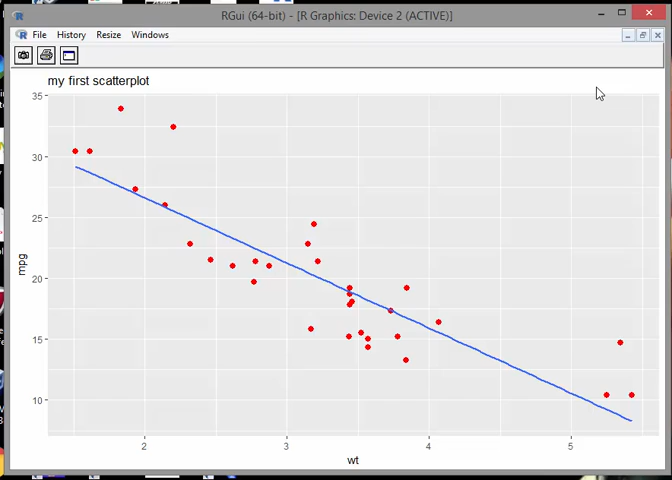 RGui (64-bit) - [R Graphics: Device 2 (ACTIVE)]
File History Resize Windows
my first scatterplot
35
30
25
20
15
10
mpg
2 3 4 5
wt